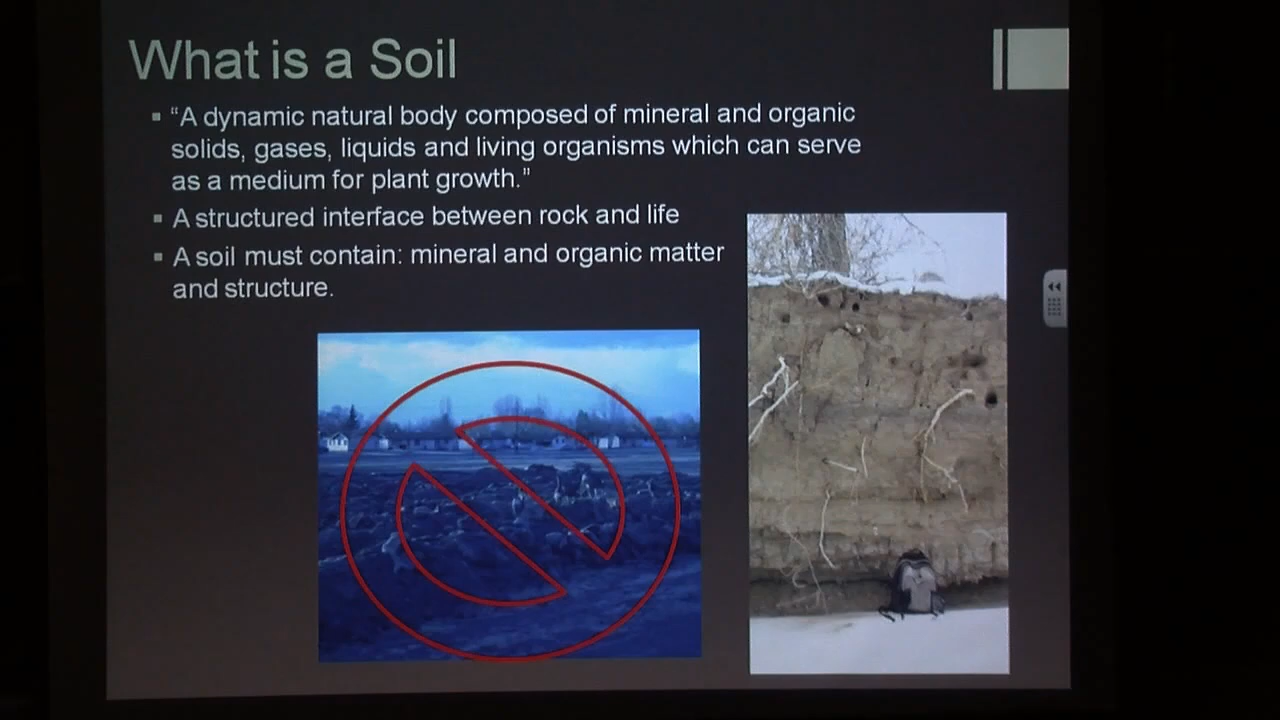 What is a Soil
▪ “A dynamic natural body composed of mineral and organic
solids, gases, liquids and living organisms which can serve
as a medium for plant growth.”
▪ A structured interface between rock and life
▪ A soil must contain: mineral and organic matter
and structure.